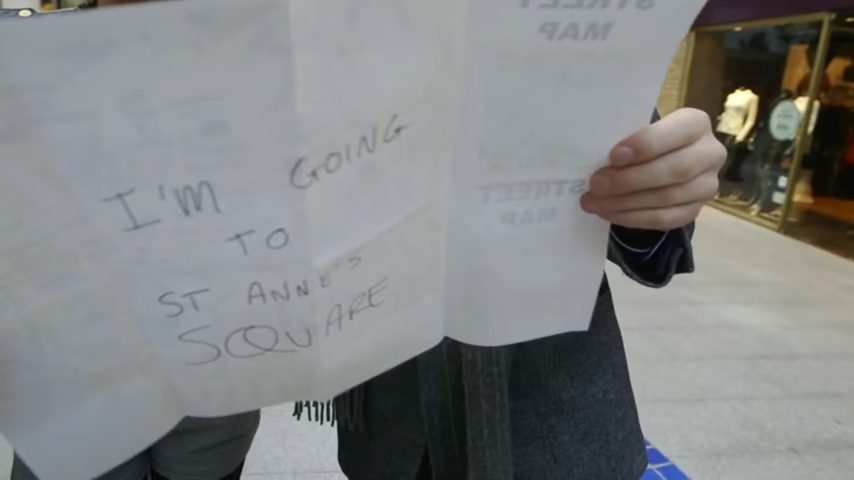 STREET
MAP
I'M GOING
TO
ST ANNE'S
SQUARE
STREET
MAP